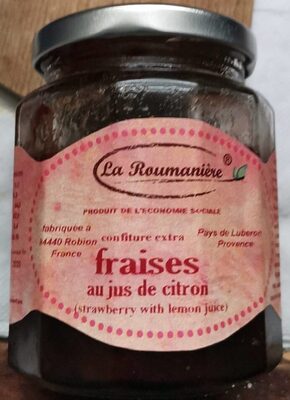 La Roumanière®
PRODUIT DE L'ECONOMIE SOCIALE
fabriquée à
84440 Robion
France
confiture extra
Pays de Luberon
Provence
fraises
au jus de citron
(strawberry with lemon juice)